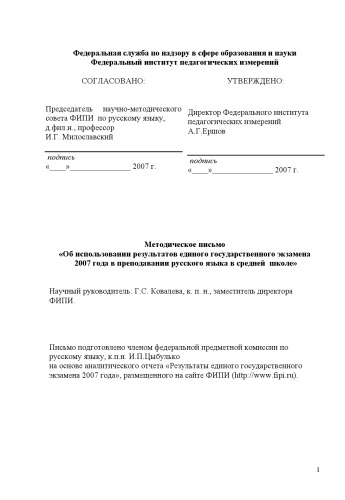 Федеральная служба по надзору в сфере образования и науки
Федеральный институт педагогических измерений
СОГЛАСОВАНО:
Председатель научно-методического
совета ФИПИ по русскому языку,
д.фил.н., профессор
И.Г. Милославский
подпись
«____»________________ 2007 г.
УТВЕРЖДЕНО:
Директор Федерального института
педагогических измерений
А.Г.Ершов
подпись
«____»________________ 2007 г.
Методическое письмо
«Об использовании результатов единого государственного экзамена
2007 года в преподавании русского языка в средней школе»
Научный руководитель: Г.С. Ковалева, к. п. н., заместитель директора
ФИПИ.
Письмо подготовлено членом федеральной предметной комиссии по
русскому языку, к.п.н. И.П.Цыбулько
на основе аналитического отчета «Результаты единого государственного
экзамена 2007 года», размещенного на сайте ФИПИ (http://www.fipi.ru).
1